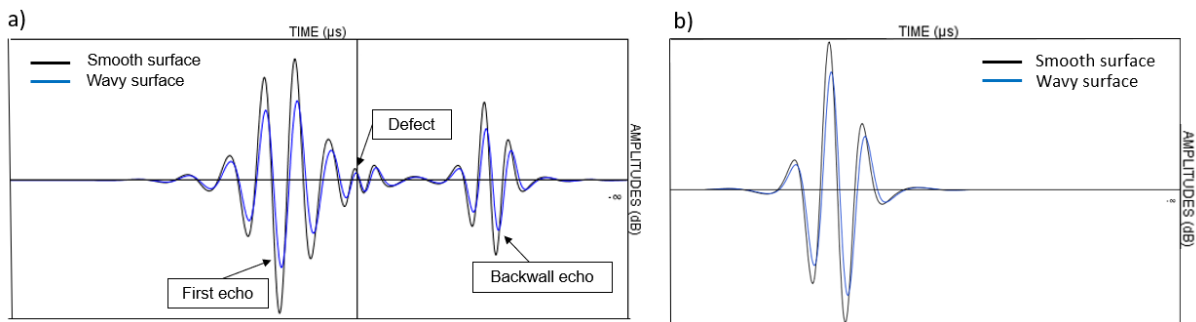 a)
TIME (µs)
Smooth surface
Wavy surface
Defect
First echo
Backwall echo
AMPLITUDES (dB)
b)
TIME (µs)
Smooth surface
Wavy surface
AMPLITUDES (dB)